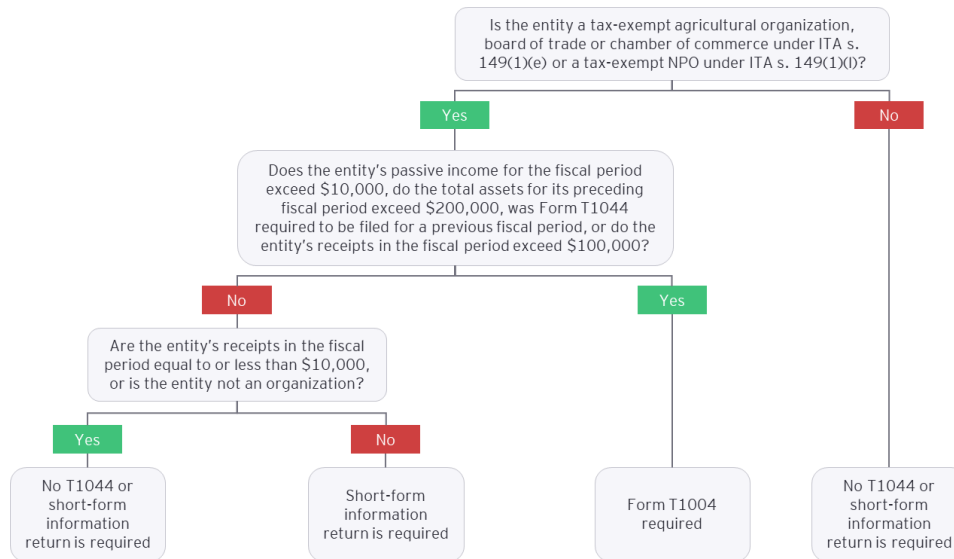 Is the entity a tax-exempt agricultural organization,
board of trade or chamber of commerce under ITA s.
149(1)(e) or a tax-exempt NPO under ITA s. 149(1)(l)?
Yes
No
Does the entity's passive income for the fiscal period
exceed $10,000, do the total assets for its preceding
fiscal period exceed $200,000, was Form T1044
required to be filed for a previous fiscal period, or do the
entity's receipts in the fiscal period exceed $100,000?
No
Yes
Are the entity's receipts in the fiscal
period equal to or less than $10,000,
or is the entity not an organization?
Yes
No
No T1044 or
short-form
information
return is required
Short-form
information
return is required
Form T1004
required
No T1044 or
short-form
information
return is required